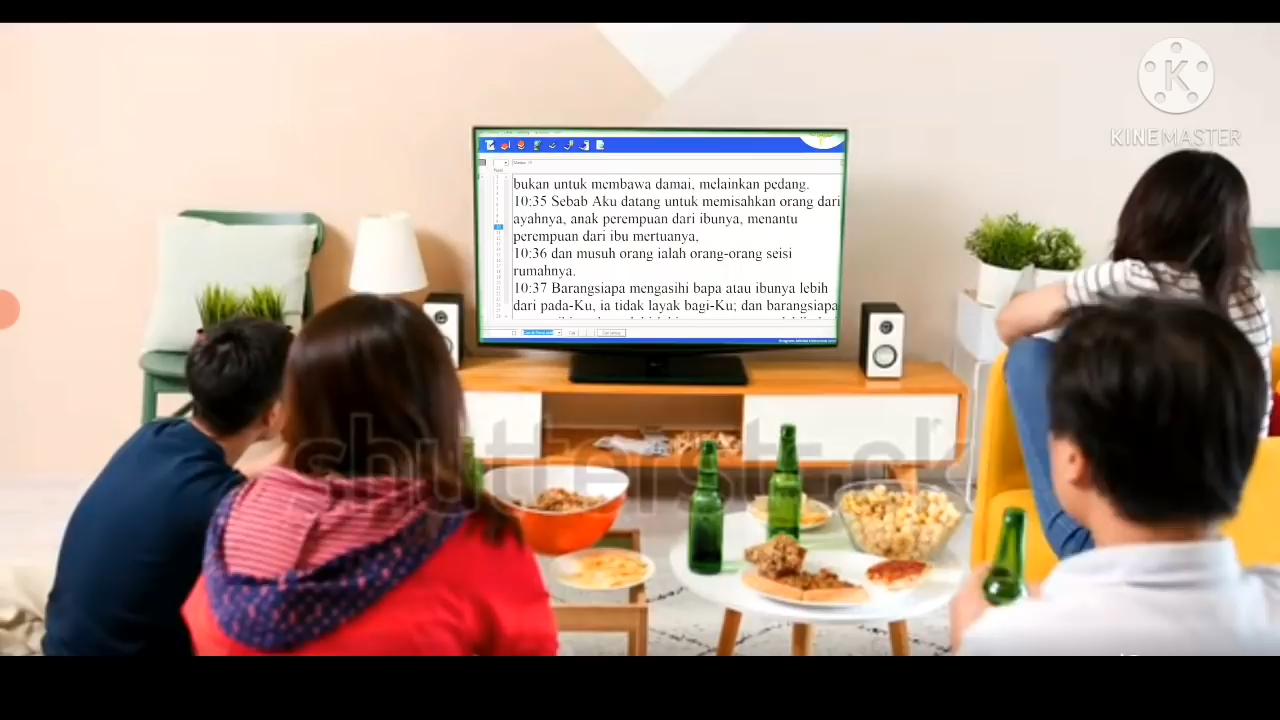 KINEMASTER
bukan untuk membawa damai, melainkan pedang.
10:35 Sebab Aku datang untuk memisahkan orang dari
ayahnya, anak perempuan dari ibunya, menantu
perempuan dari ibu mertuanya,
10:36 dan musuh orang ialah orang-orang seisi
rumahnya.
10:37 Barangsiapa mengasihi bapa atau ibunya lebih
dari pada-Ku, ia tidak layak bagi-Ku; dan barangsiapa
shutterstock